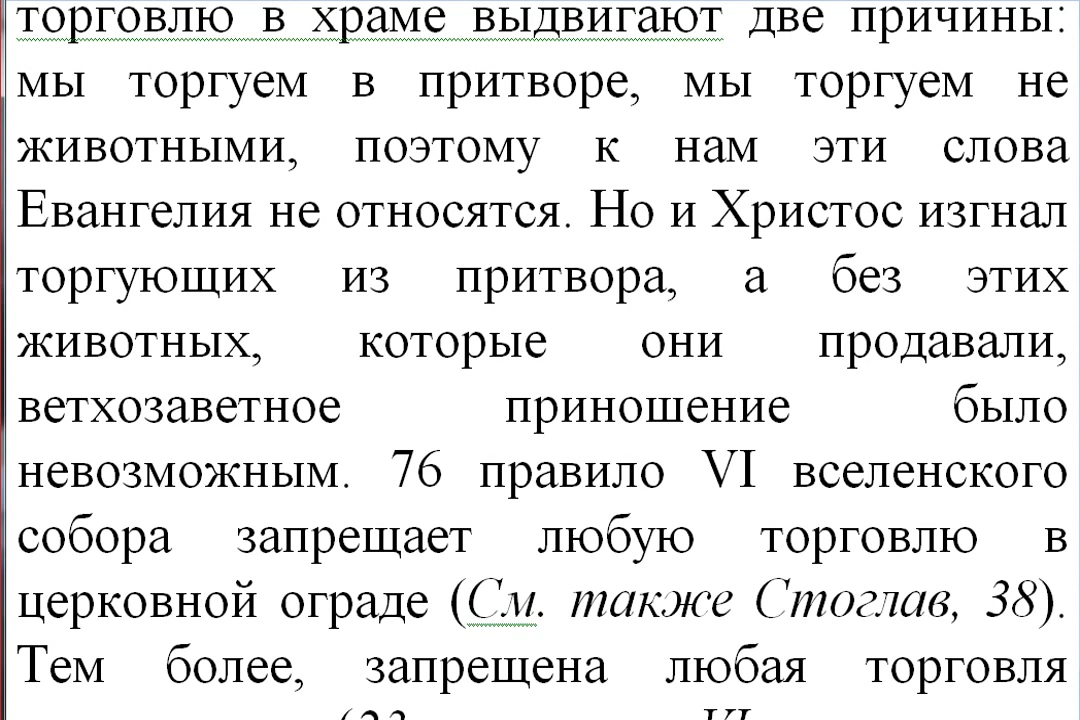 торговлю в храме выдвигают две причины:
мы торгуем в притворе, мы торгуем не
животными, поэтому к нам эти слова
Евангелия не относятся. Но и Христос изгнал
торгующих из притвора, а без этих
животных, которые они продавали,
ветхозаветное приношение было
невозможным. 76 правило VI вселенского
собора запрещает любую торговлю в
церковной ограде (См. также Стоглав, 38).
Тем более, запрещена любая торговля
(23 VI